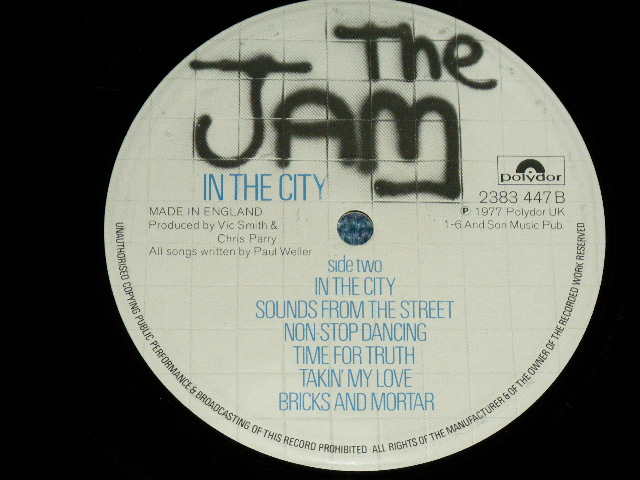 The
JAM
IN THE CITY
polydor
2383 447 B
MADE IN ENGLAND
℗ 1977 Polydor UK
Produced by Vic Smith &
Chris Parry
1-6 And Son Music Pub.
All songs written by Paul Weller
side two
IN THE CITY
SOUNDS FROM THE STREET
NON-STOP DANCING
TIME FOR TRUTH
TAKIN' MY LOVE
BRICKS AND MORTAR
UNAUTHORISED COPYING PUBLIC PERFORMANCE & BROADCASTING OF THIS RECORD PROHIBITED · ALL RIGHTS OF THE MANUFACTURER & OF THE OWNER OF THE RECORDED WORK RESERVED